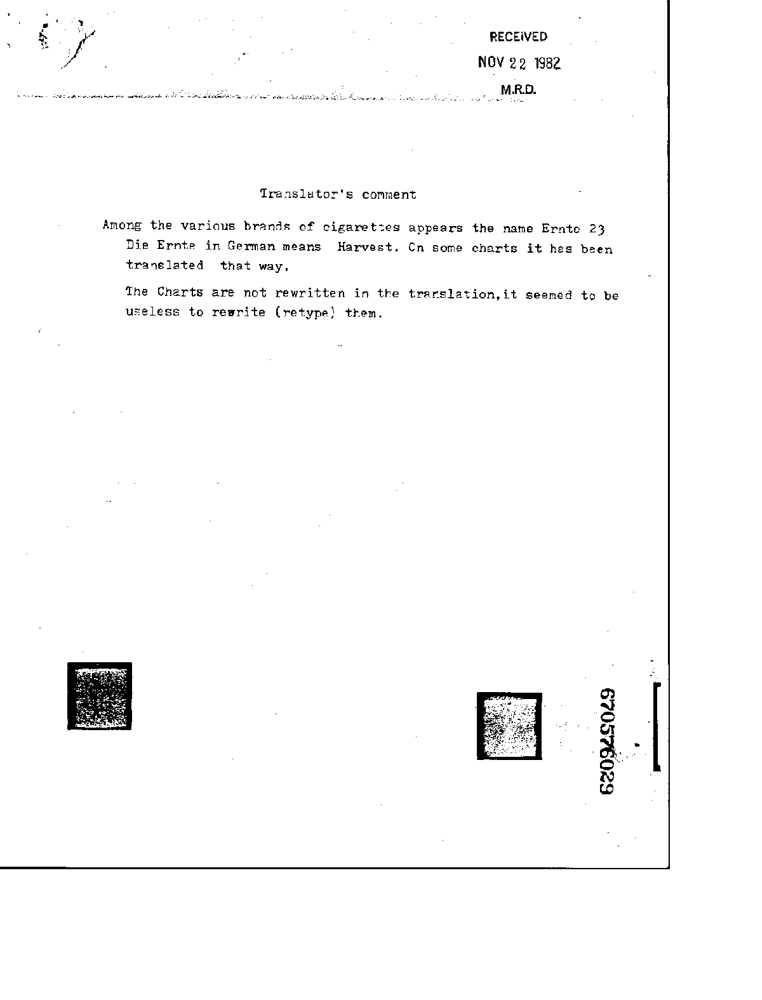 RECEIVED
NOV 22 1982
M.R.D.
Translator's comment
Among the various brands of cigarettes appears the name Ernte 23
Die Ernte in German means Harvest. On some charts it has been
translated that way.
The Charts are not rewritten in the translation,it seemed to be
useless to rewrite (retype) them.
670576029